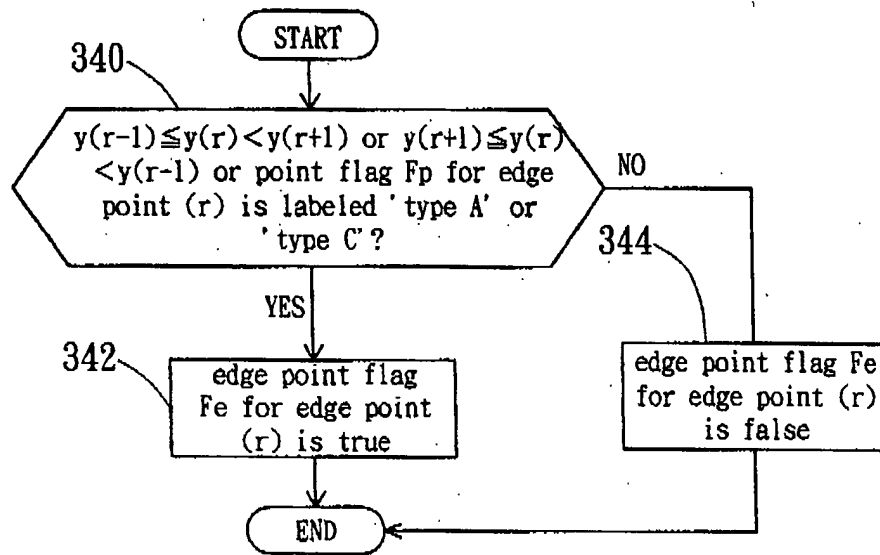 START
340
y(r-1)≦y(r)<y(r+1) or y(r+1)≦y(r)
<y(r-1) or point flag Fp for edge
point (r) is labeled 'type A' or
'type C'?
NO
344
YES
342
edge point flag
Fe for edge point
(r) is true
edge point flag Fe
for edge point (r)
is false
END